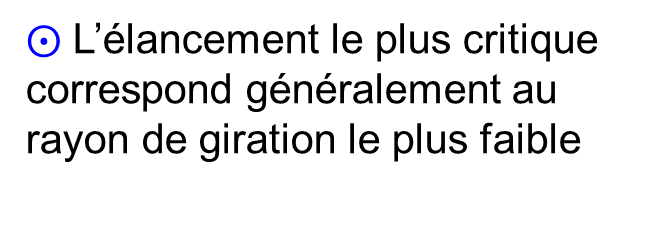 ⊙ L’élancement le plus critique
correspond généralement au
rayon de giration le plus faible